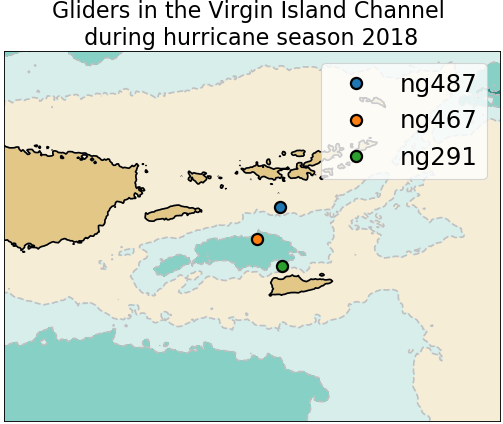 Gliders in the Virgin Island Channel
during hurricane season 2018
ng487
ng467
ng291